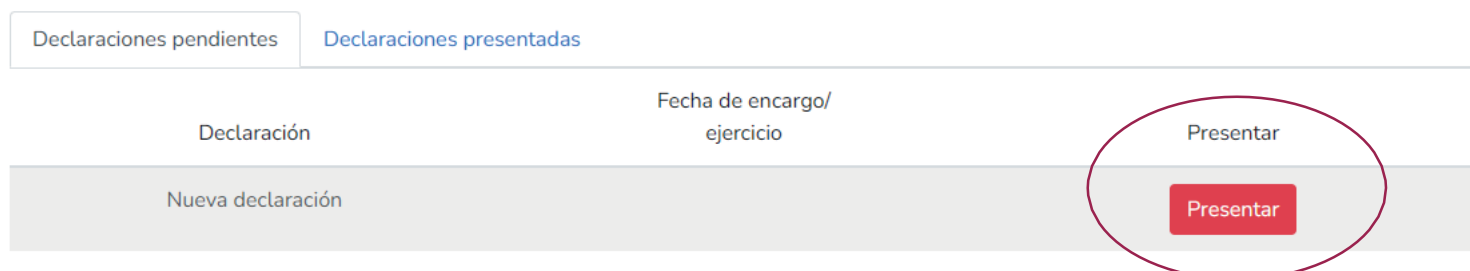 Declaraciones pendientes Declaraciones presentadas
Fecha de encargo/
Declaración ejercicio Presentar
Nueva declaración
Presentar